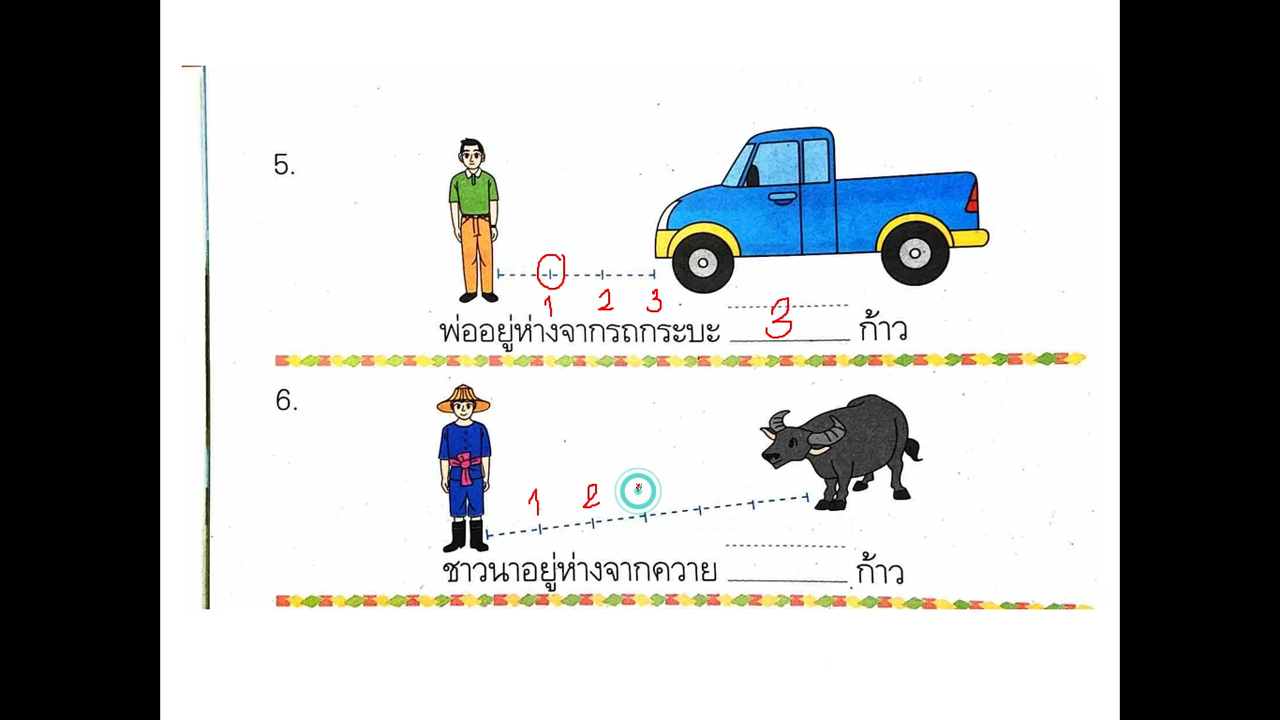 5.
1 2 3
พ่ออยู่ห่างจากรถกระบะ 3 ก้าว
6.
1 2
ชาวนาอยู่ห่างจากควาย ก้าว